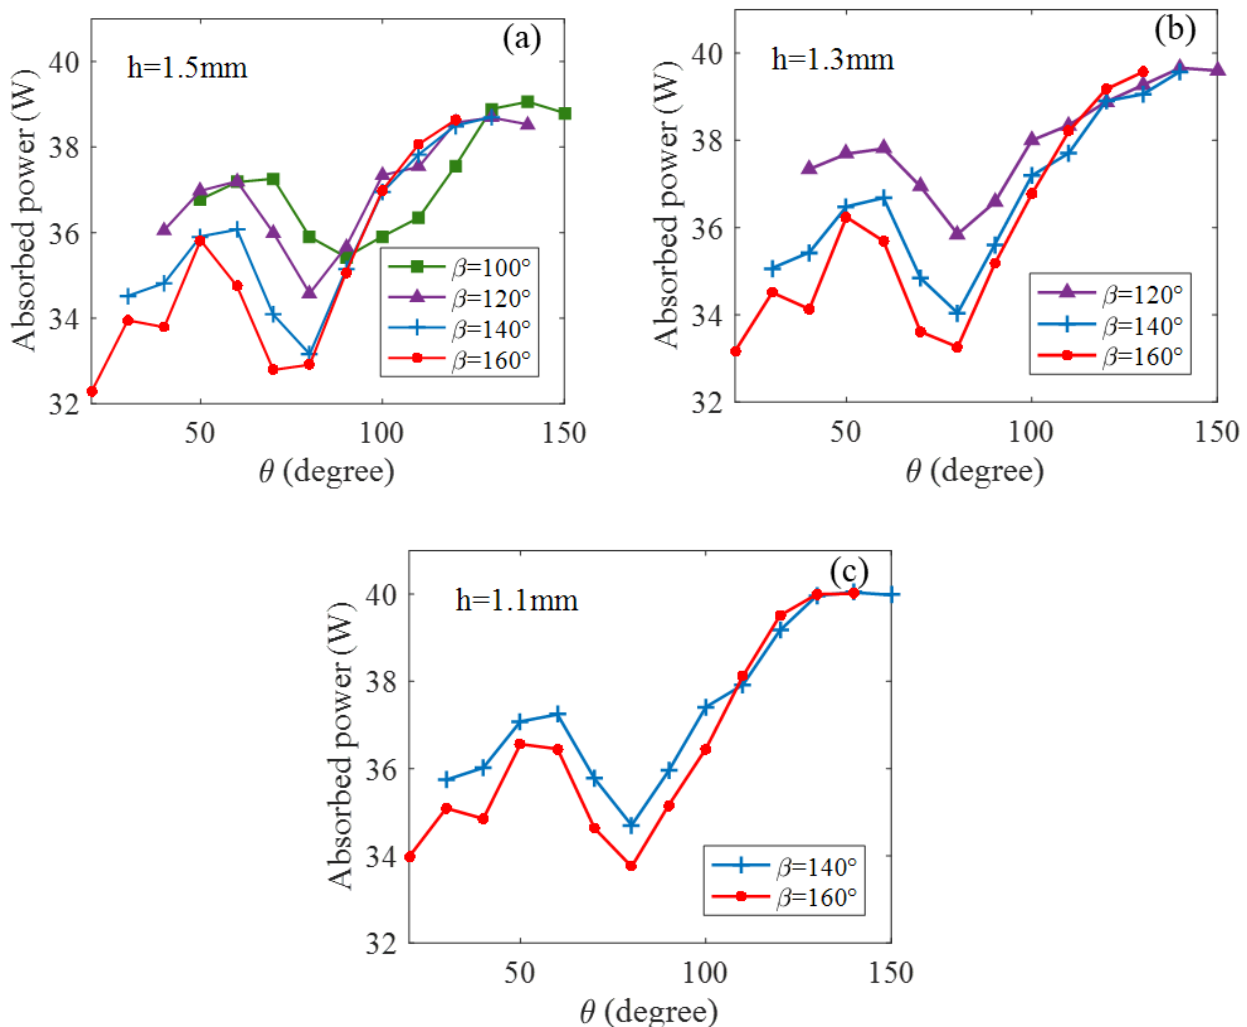 (a)
h=1.5mm
Absorbed power (W)
40
38
36
34
32
β=100°
β=120°
β=140°
β=160°
50
100
150
θ (degree)
(b)
h=1.3mm
Absorbed power (W)
40
38
36
34
32
β=120°
β=140°
β=160°
50
100
150
θ (degree)
(c)
h=1.1mm
Absorbed power (W)
40
38
36
34
32
β=140°
β=160°
50
100
150
θ (degree)